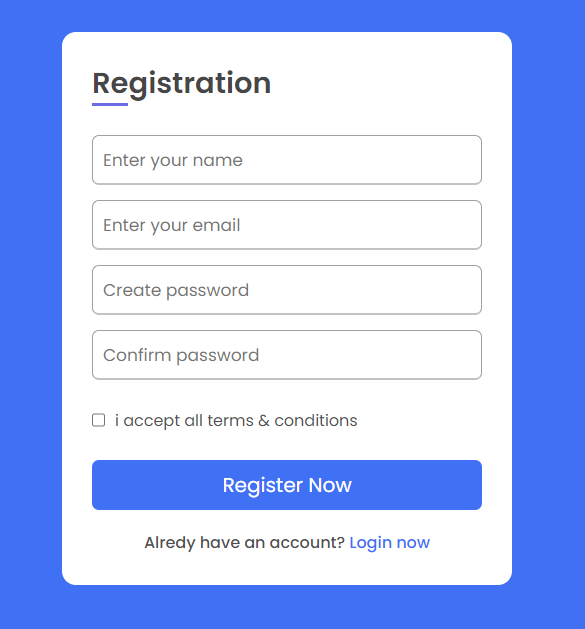 Registration
Enter your name
Enter your email
Create password
Confirm password
i accept all terms & conditions
Register Now
Alredy have an account? Login now